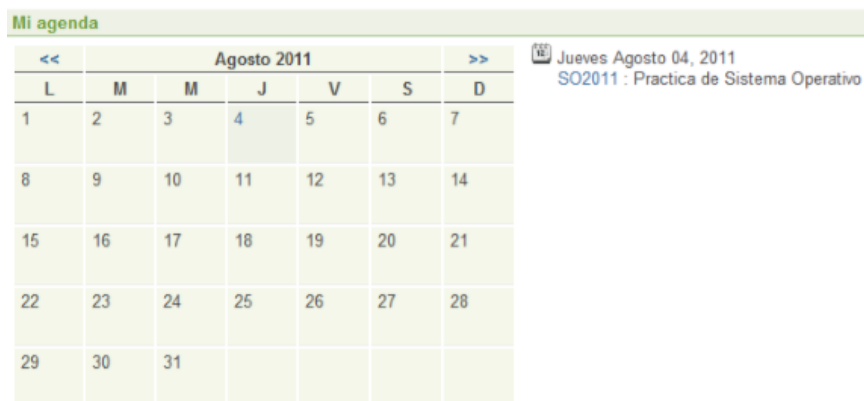 Mi agenda
<< Agosto 2011 >>
L M M J V S D
1 2 3 4 5 6 7
8 9 10 11 12 13 14
15 16 17 18 19 20 21
22 23 24 25 26 27 28
29 30 31
12
Jueves Agosto 04, 2011
SO2011 : Practica de Sistema Operativo